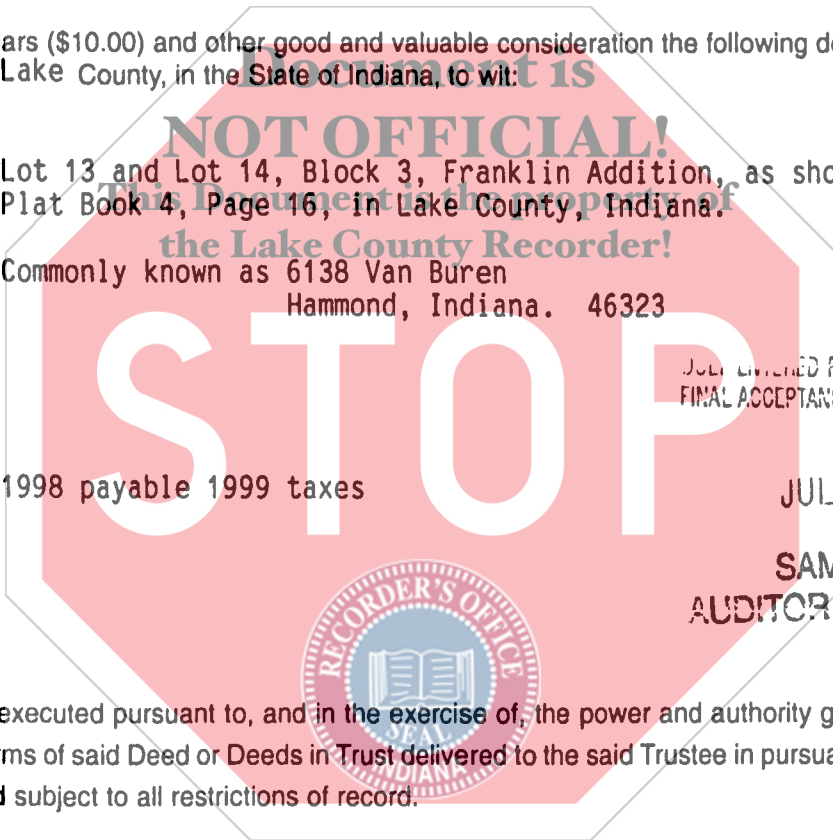 ars ($10.00) and other good and valuable consideration the following d
Lake County, in the State of Indiana, to wit:
Document is
NOT OFFICIAL!
Lot 13 and Lot 14, Block 3, Franklin Addition, as sho
This Document is the property of
Plat Book 4, Page 16, in Lake County, Indiana.
the Lake County Recorder!
Commonly known as 6138 Van Buren
Hammond, Indiana. 46323
FINAL ACCEPTAN
STOP
1998 payable 1999 taxes
JUL
SAM
AUDITOR
RECORDER'S OFFICE
executed pursuant to, and in the exercise of, the power and authority g
SEAL
rms of said Deed or Deeds in Trust delivered to the said Trustee in pursua
INDIANA
subject to all restrictions of record.